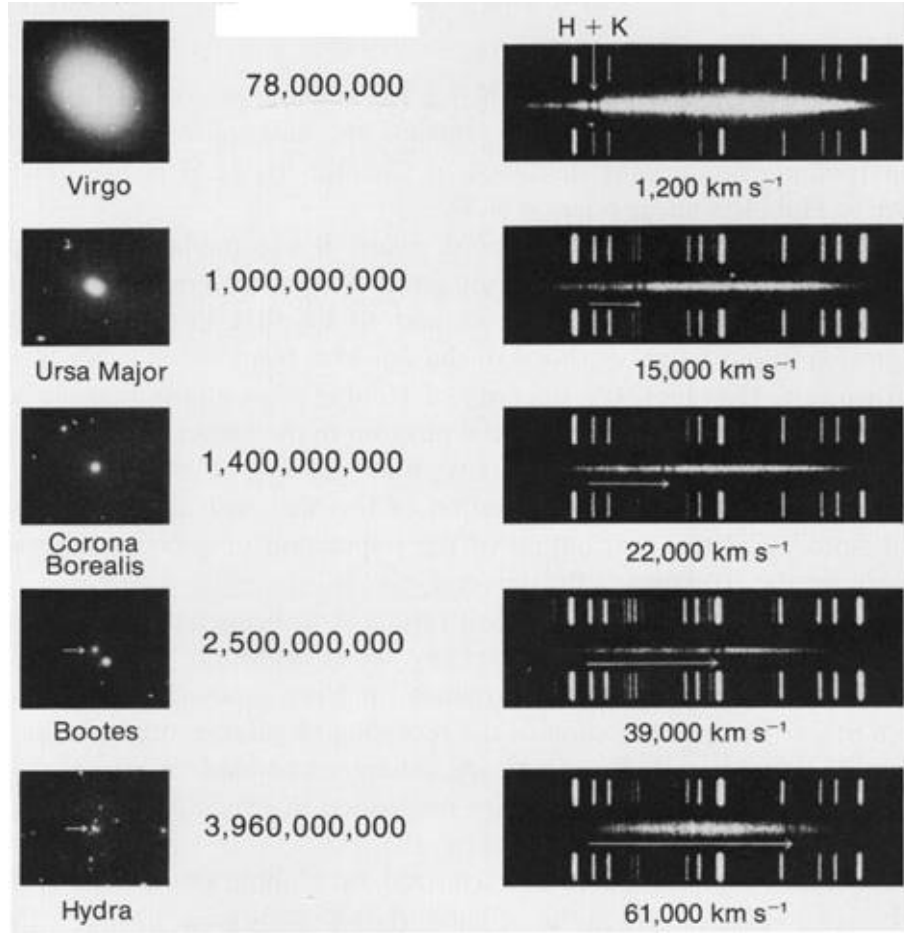 H + K
78,000,000
Virgo
1,200 km s⁻¹
1,000,000,000
Ursa Major
15,000 km s⁻¹
1,400,000,000
Corona
Borealis
22,000 km s⁻¹
2,500,000,000
Bootes
39,000 km s⁻¹
3,960,000,000
Hydra
61,000 km s⁻¹